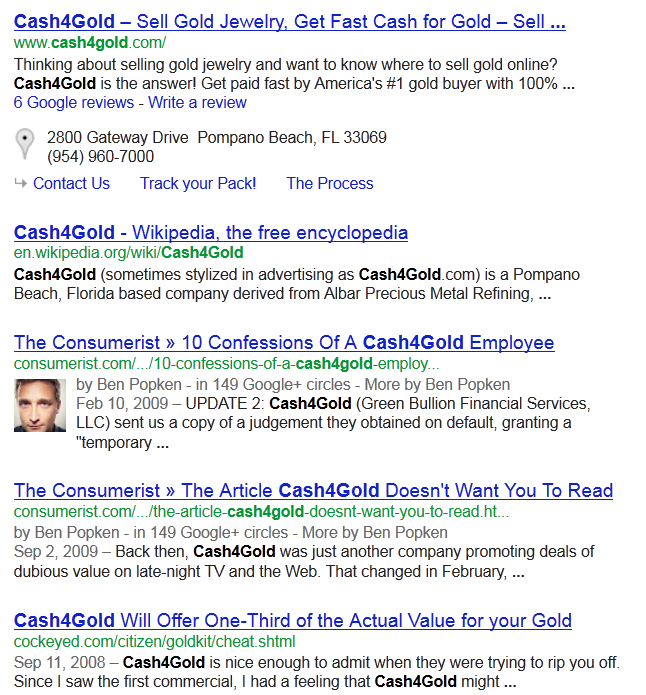 Cash4Gold – Sell Gold Jewelry, Get Fast Cash for Gold – Sell ...
www.cash4gold.com/
Thinking about selling gold jewelry and want to know where to sell gold online?
Cash4Gold is the answer! Get paid fast by America's #1 gold buyer with 100% ...
6 Google reviews - Write a review
2800 Gateway Drive Pompano Beach, FL 33069
(954) 960-7000
Contact Us Track your Pack! The Process
Cash4Gold - Wikipedia, the free encyclopedia
en.wikipedia.org/wiki/Cash4Gold
Cash4Gold (sometimes stylized in advertising as Cash4Gold.com) is a Pompano
Beach, Florida based company derived from Albar Precious Metal Refining, ...
The Consumerist » 10 Confessions Of A Cash4Gold Employee
consumerist.com/.../10-confessions-of-a-cash4gold-employ...
by Ben Popken - in 149 Google+ circles - More by Ben Popken
Feb 10, 2009 – UPDATE 2: Cash4Gold (Green Bullion Financial Services,
LLC) sent us a copy of a judgement they obtained on default, granting a
"temporary ...
The Consumerist » The Article Cash4Gold Doesn't Want You To Read
consumerist.com/.../the-article-cash4gold-doesnt-want-you-to-read.ht...
by Ben Popken - in 149 Google+ circles - More by Ben Popken
Sep 2, 2009 – Back then, Cash4Gold was just another company promoting deals of
dubious value on late-night TV and the Web. That changed in February, ...
Cash4Gold Will Offer One-Third of the Actual Value for your Gold
cockeyed.com/citizen/goldkit/cheat.shtml
Sep 11, 2008 – Cash4Gold is nice enough to admit when they were trying to rip you off.
Since I saw the first commercial, I had a feeling that Cash4Gold might ...